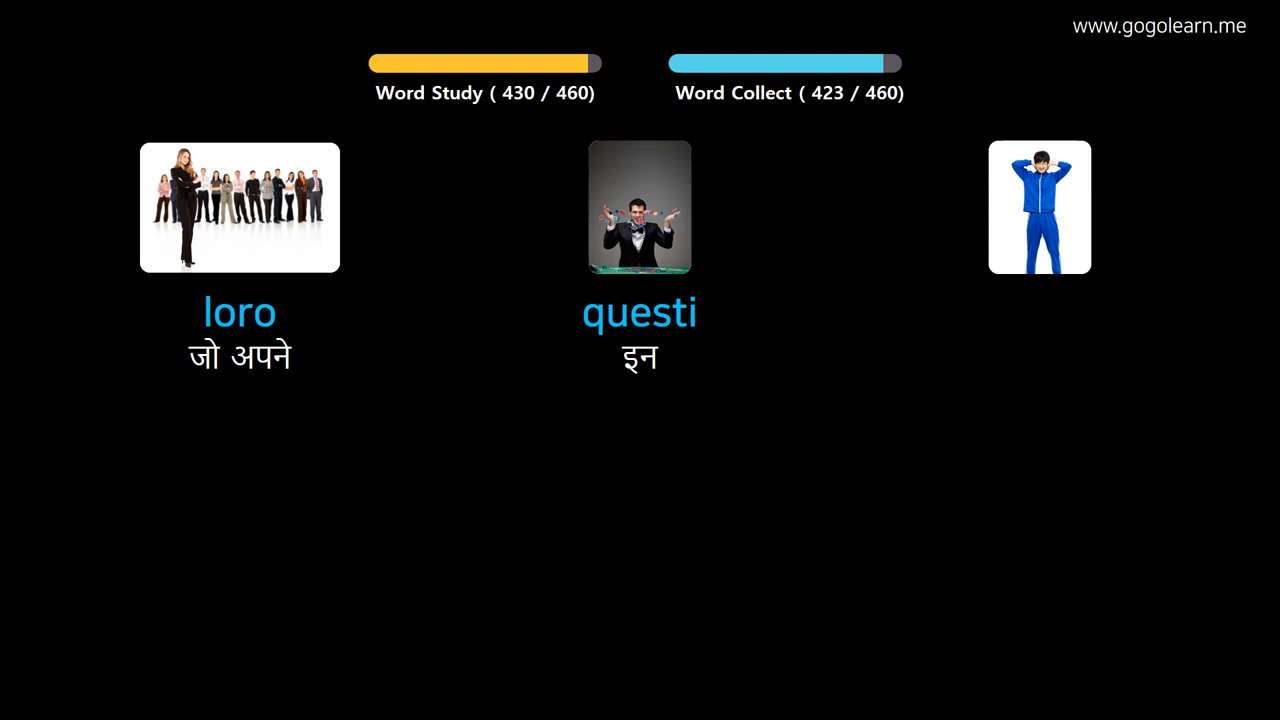 www.gogolearn.me
Word Study ( 430 / 460)
Word Collect ( 423 / 460)
loro
जो अपने
questi
इन